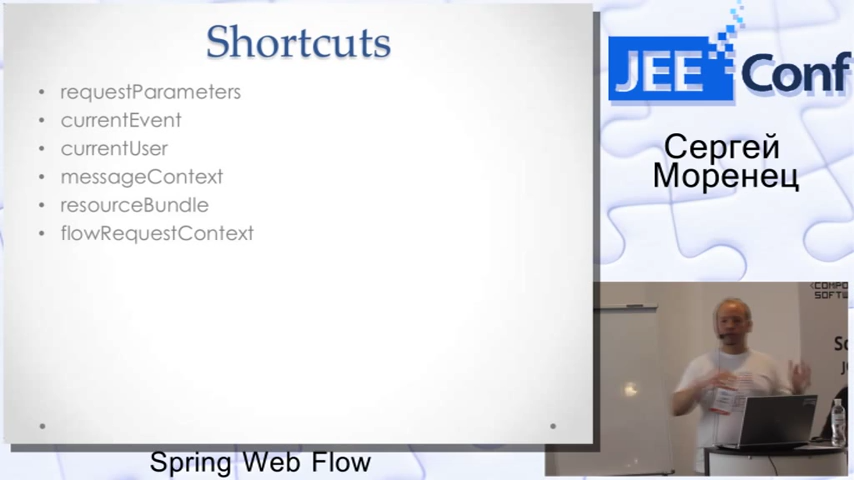 Shortcuts
requestParameters
currentEvent
currentUser
messageContext
resourceBundle
flowRequestContext
JEE Conf
Сергей
Моренец
Spring Web Flow